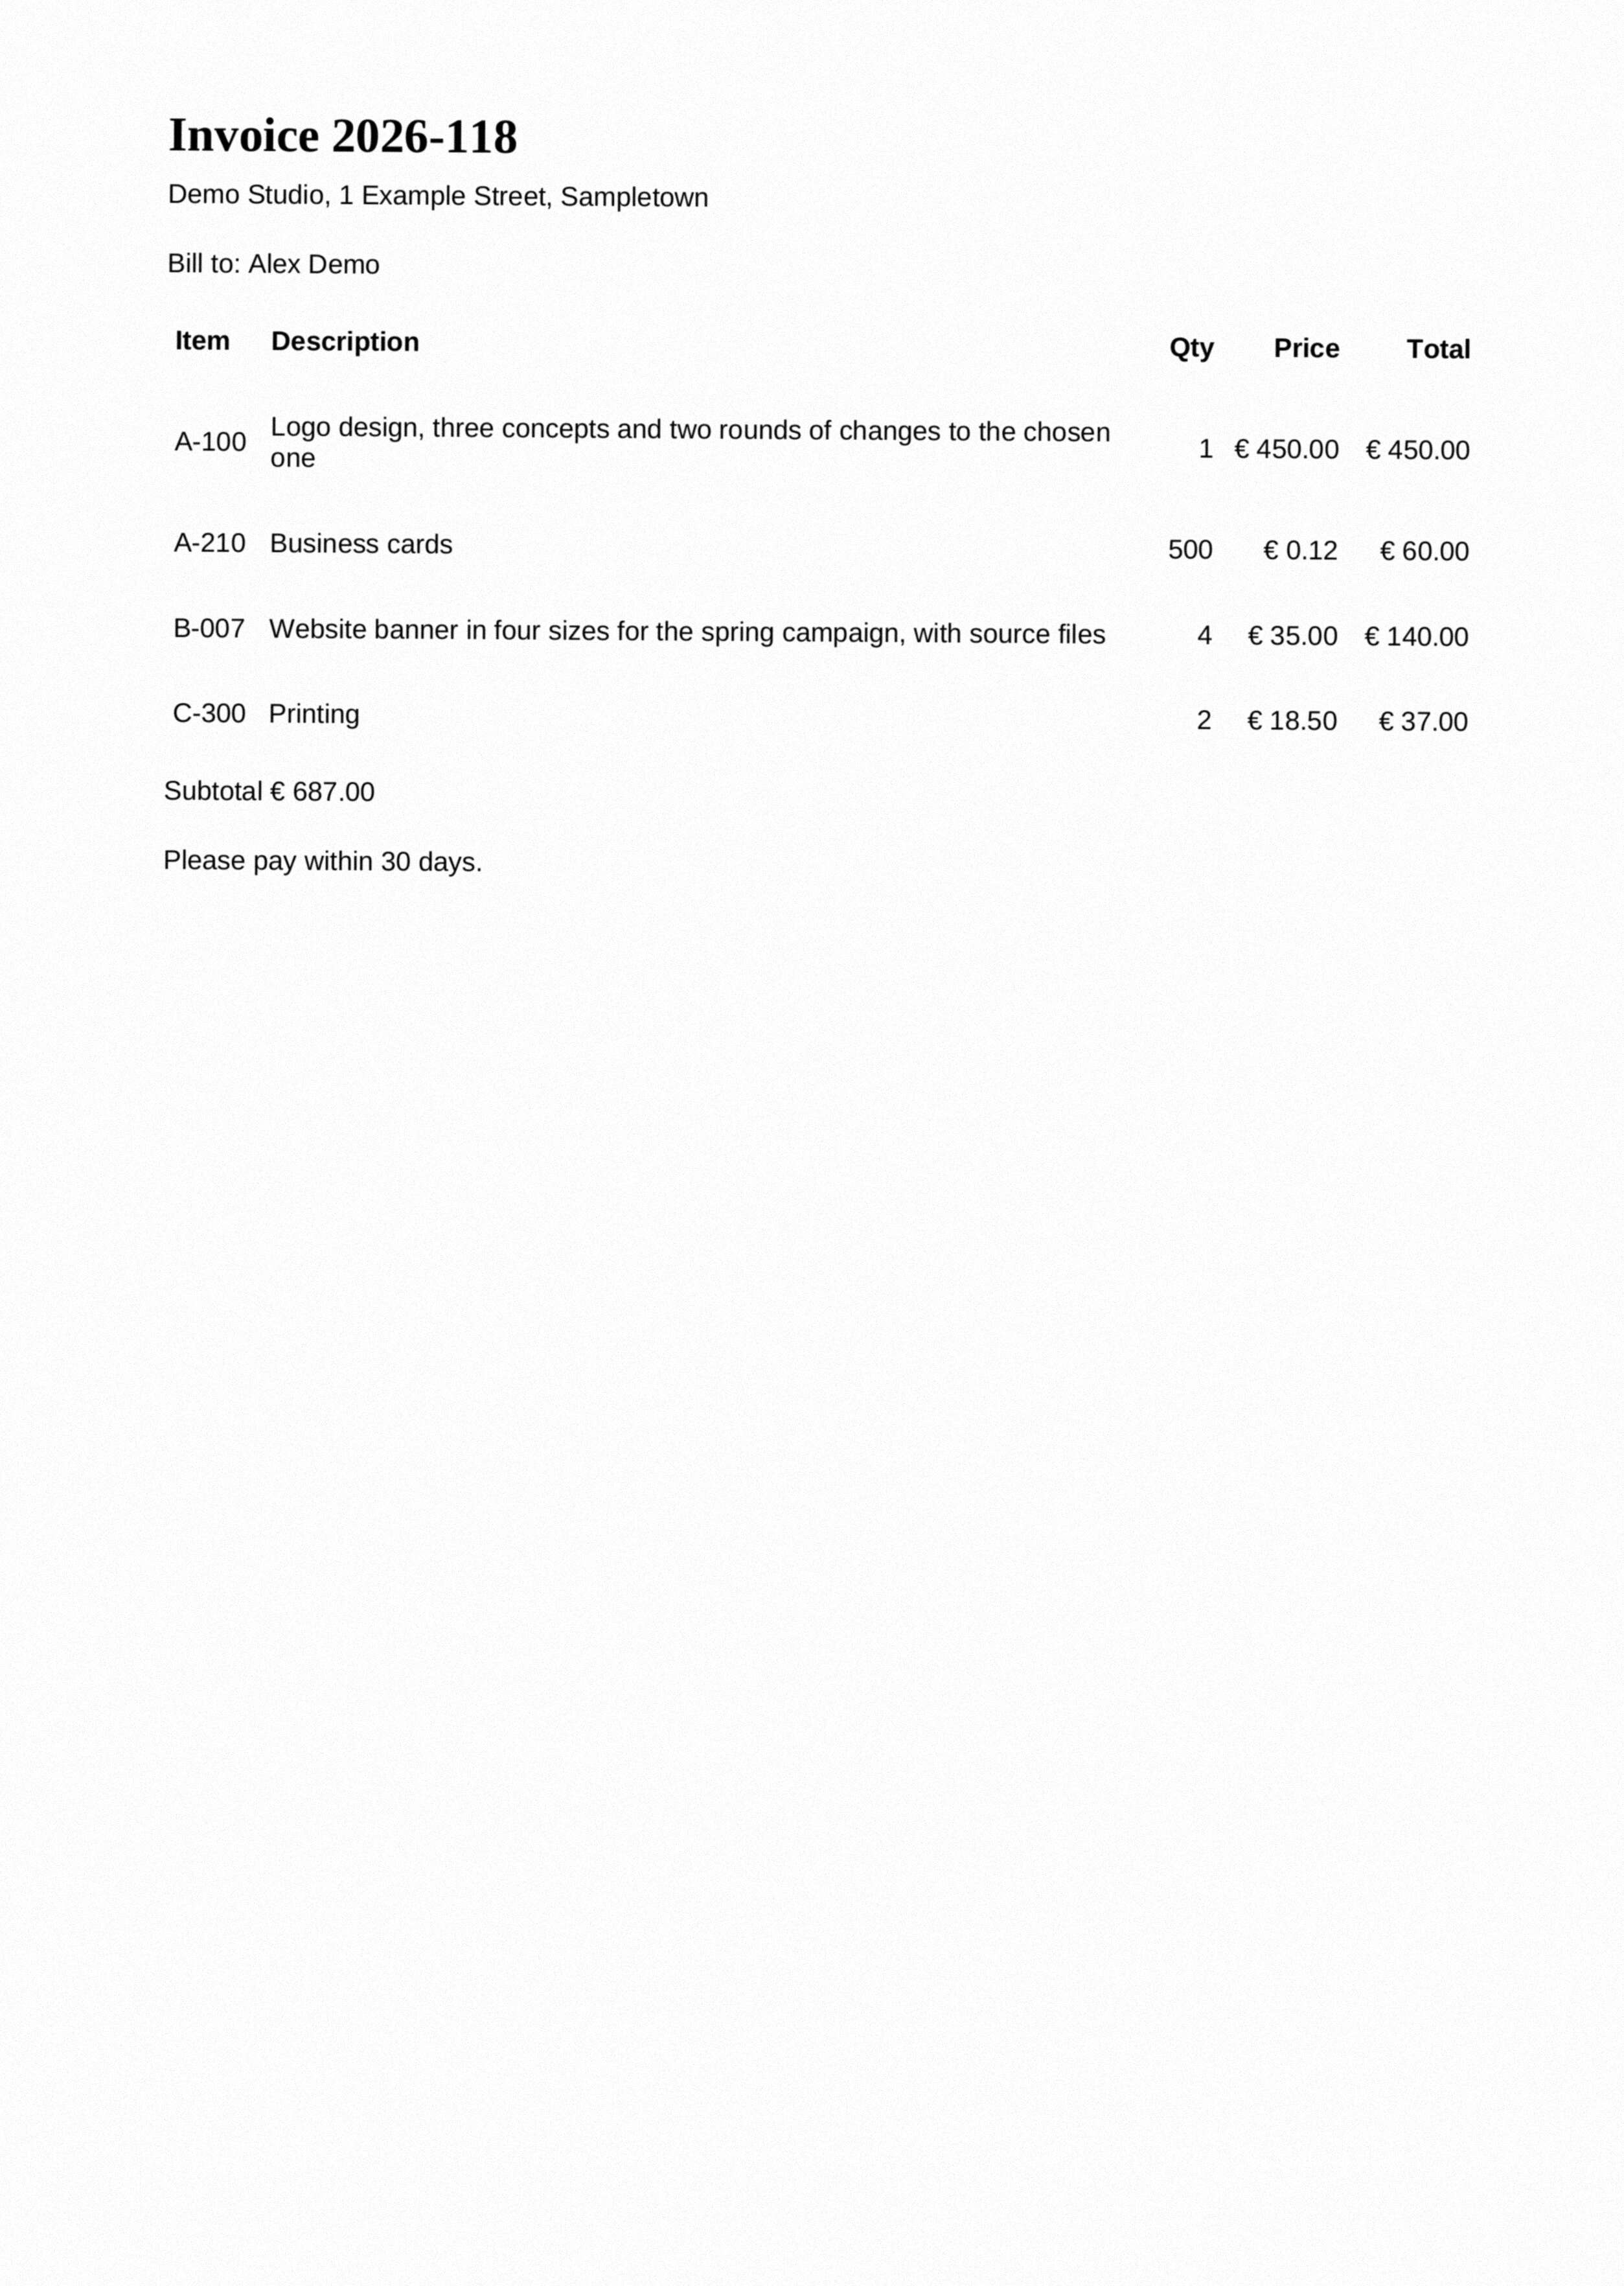 Invoice 2026-118
Demo Studio, 1 Example Street, Sampletown
Bill to: Alex Demo
Item Description Qty Price Total
A-100 Logo design, three concepts and two rounds of changes to the chosen one 1 € 450.00 € 450.00
A-210 Business cards 500 € 0.12 € 60.00
B-007 Website banner in four sizes for the spring campaign, with source files 4 € 35.00 € 140.00
C-300 Printing 2 € 18.50 € 37.00
Subtotal € 687.00
Please pay within 30 days.